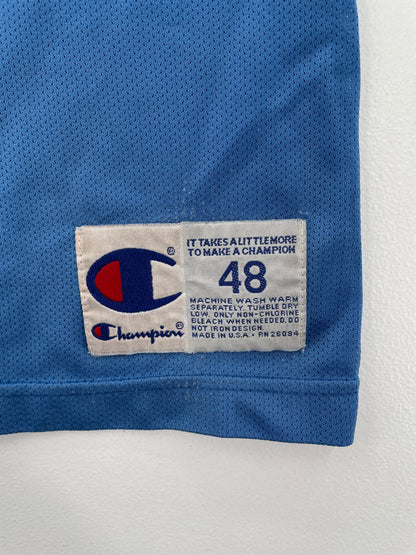 Champion
IT TAKES A LITTLE MORE
TO MAKE A CHAMPION
48
MACHINE WASH WARM
SEPARATELY. TUMBLE DRY
LOW. ONLY NON-CHLORINE
BLEACH WHEN NEEDED. DO
NOT IRON DESIGN.
MADE IN U.S.A. • RN 26094